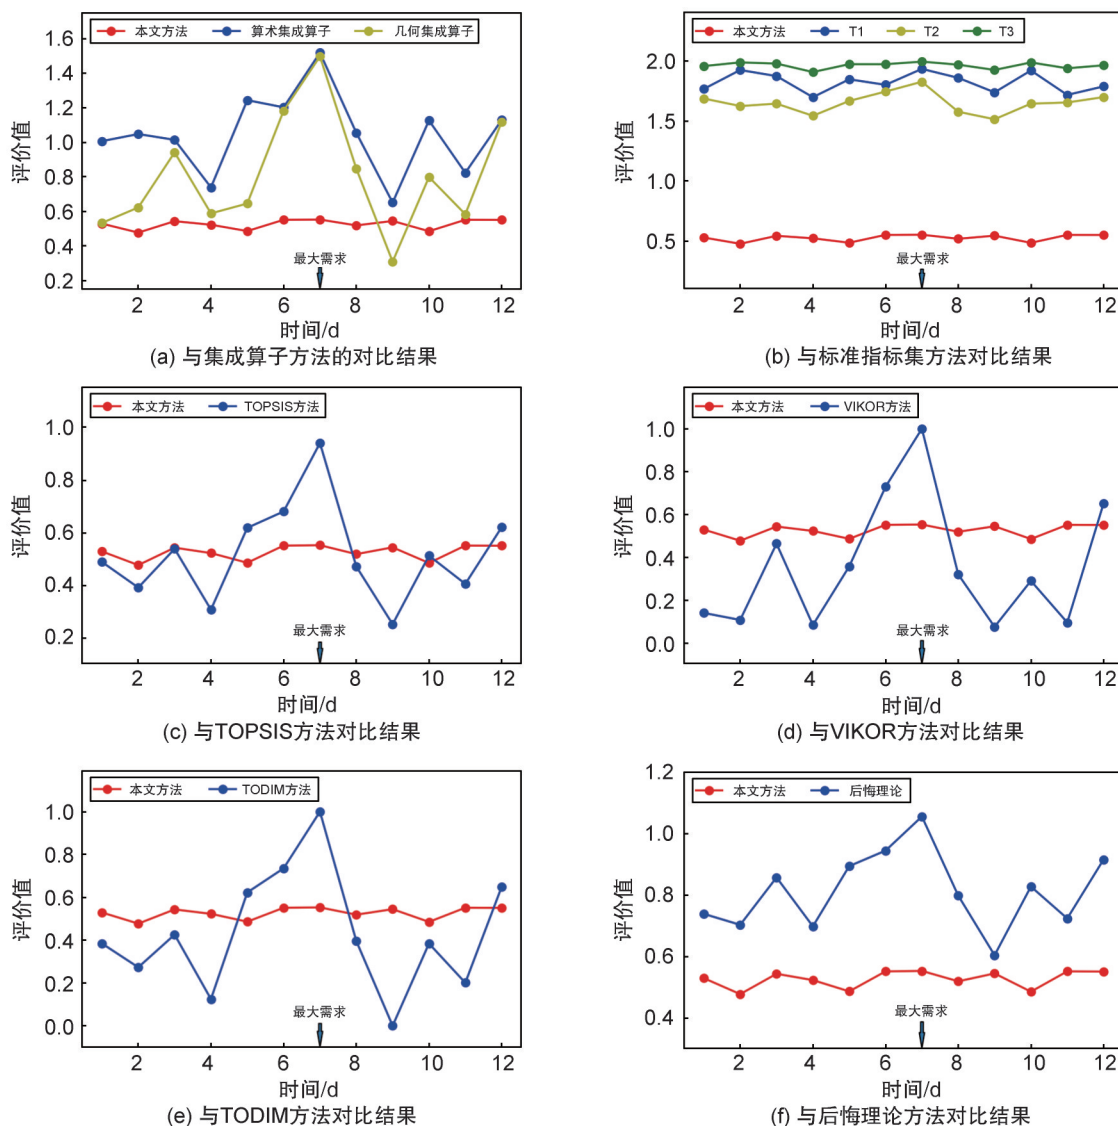 本文方法 算术集成算子 几何集成算子
1.6
1.4
1.2
1.0
0.8
0.6
0.4
0.2
评价值
最大需求
2 4 6 8 10 12
时间/d
(a) 与集成算子方法的对比结果
本文方法 T1 T2 T3
2.0
1.5
1.0
0.5
评价值
最大需求
2 4 6 8 10 12
时间/d
(b) 与标准指标集方法对比结果
本文方法 TOPSIS方法
1.0
0.8
0.6
0.4
0.2
评价值
最大需求
2 4 6 8 10 12
时间/d
(c) 与TOPSIS方法对比结果
本文方法 VIKOR方法
1.0
0.8
0.6
0.4
0.2
0.0
评价值
最大需求
2 4 6 8 10 12
时间/d
(d) 与VIKOR方法对比结果
本文方法 TODIM方法
1.0
0.8
0.6
0.4
0.2
0.0
评价值
最大需求
2 4 6 8 10 12
时间/d
(e) 与TODIM方法对比结果
本文方法 后悔理论
1.2
1.0
0.8
0.6
0.4
评价值
最大需求
2 4 6 8 10 12
时间/d
(f) 与后悔理论方法对比结果